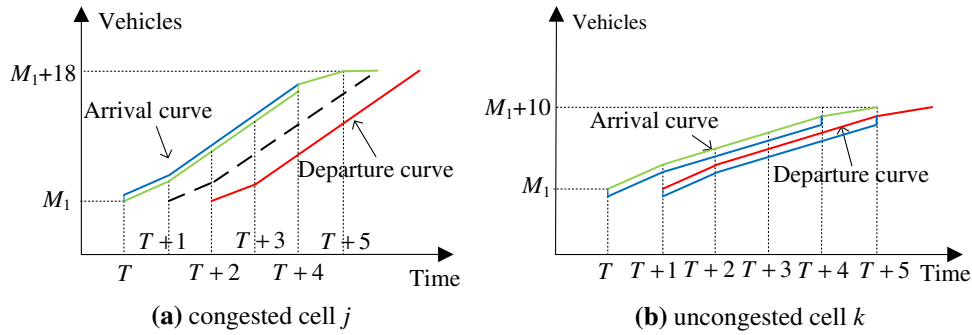 Vehicles
M₁+18
Arrival curve
Departure curve
M₁
T+1 T+3 T+5
T T+2 T+4 Time
(a) congested cell j
Vehicles
M₁+10
Arrival curve
Departure curve
M₁
T T+1 T+2 T+3 T+4 T+5
Time
(b) uncongested cell k